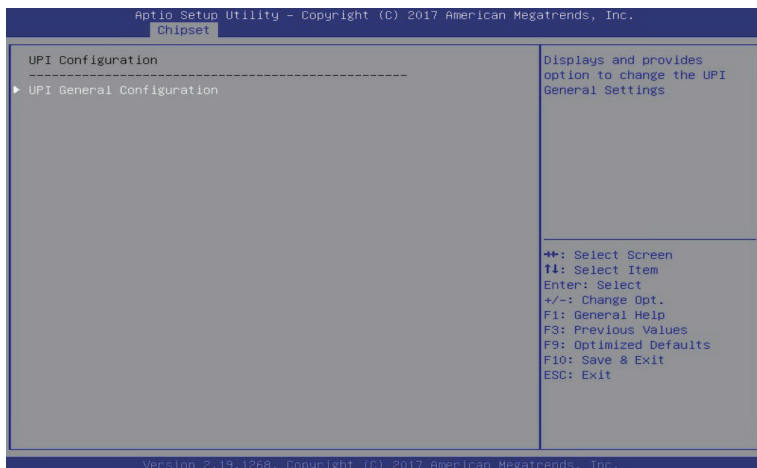 Aptio Setup Utility – Copyright (C) 2017 American Megatrends, Inc.
Chipset
UPI Configuration
--------------------------------------------------
UPI General Configuration
Displays and provides
option to change the UPI
General Settings
→←: Select Screen
↑↓: Select Item
Enter: Select
+/-: Change Opt.
F1: General Help
F3: Previous Values
F9: Optimized Defaults
F10: Save & Exit
ESC: Exit
Version 2.19.1268. Copyright (C) 2017 American Megatrends, Inc.